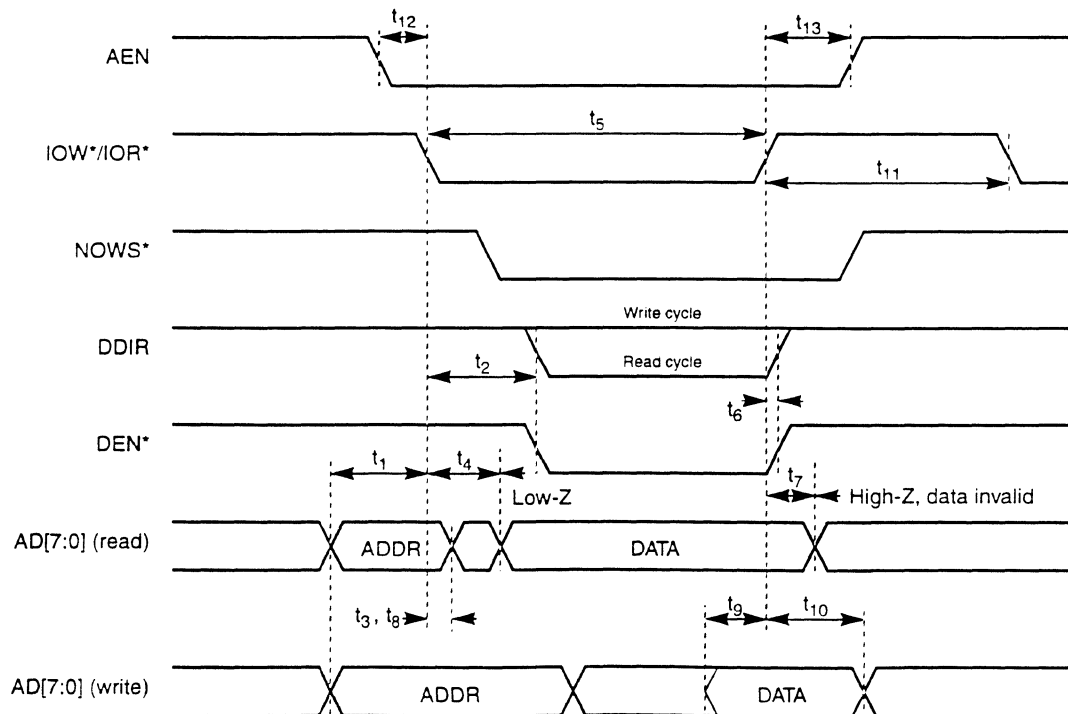 t12
t13
AEN
t5
IOW*/IOR*
t11
NOWS*
Write cycle
DDIR
t2
Read cycle
t6
DEN*
t1
t4
t7
Low-Z
High-Z, data invalid
AD[7:0] (read)
ADDR
DATA
t3, t8
t9
t10
AD[7:0] (write)
ADDR
DATA